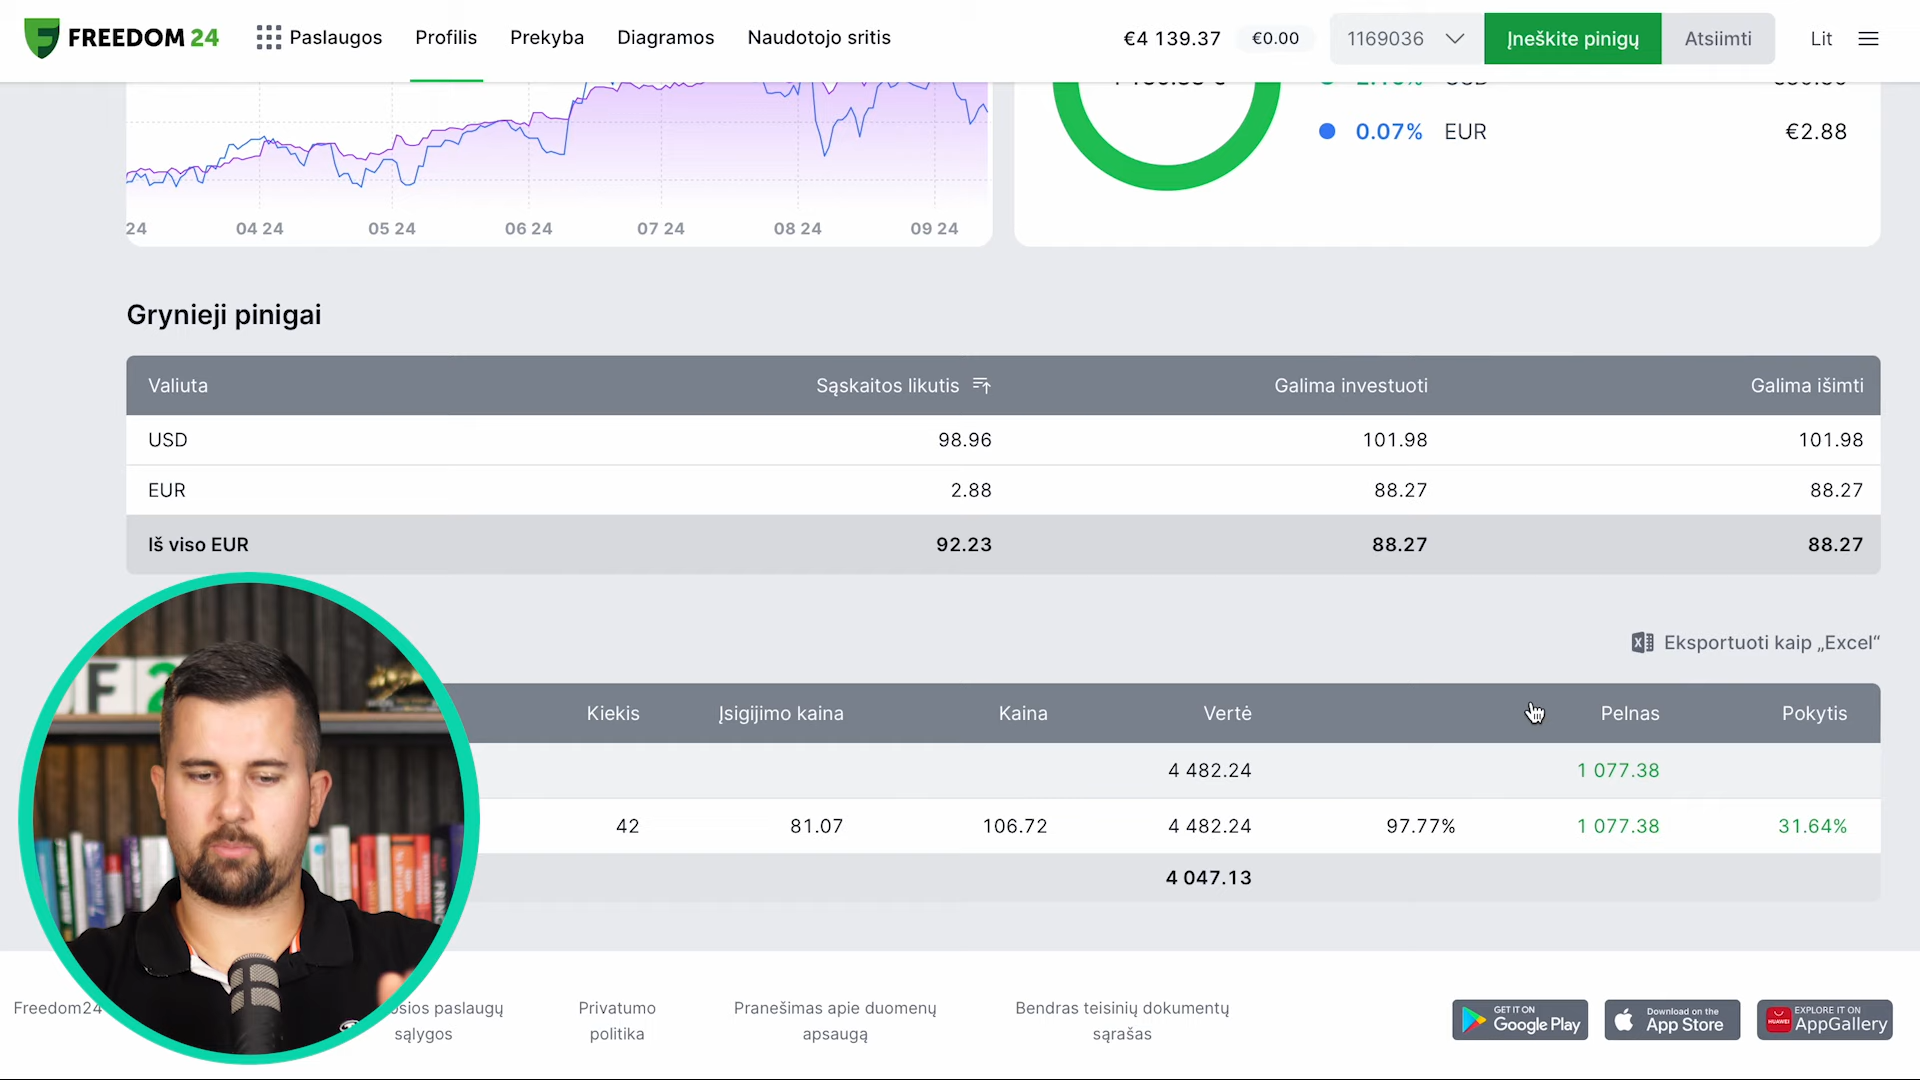 FREEDOM 24
Paslaugos
Profilis
Prekyba
Diagramos
Naudotojo sritis
€4 139.37
€0.00
1169036
Įneškite pinigų
Atsiimti
Lit
0.07% EUR €2.88
24 04 24 05 24 06 24 07 24 08 24 09 24
Grynieji pinigai
Valiuta Sąskaitos likutis Galima investuoti Galima išimti
USD 98.96 101.98 101.98
EUR 2.88 88.27 88.27
Iš viso EUR 92.23 88.27 88.27
Eksportuoti kaip „Excel“
Kiekis Įsigijimo kaina Kaina Vertė Pelnas Pokytis
4 482.24 1 077.38
42 81.07 106.72 4 482.24 97.77% 1 077.38 31.64%
4 047.13
Freedom24
paslaugų
sąlygos
Privatumo
politika
Pranešimas apie duomenų
apsaugą
Bendras teisinių dokumentų
sąrašas
GET IT ON
Google Play
Download on the
App Store
HUAWEI
EXPLORE IT ON
AppGallery